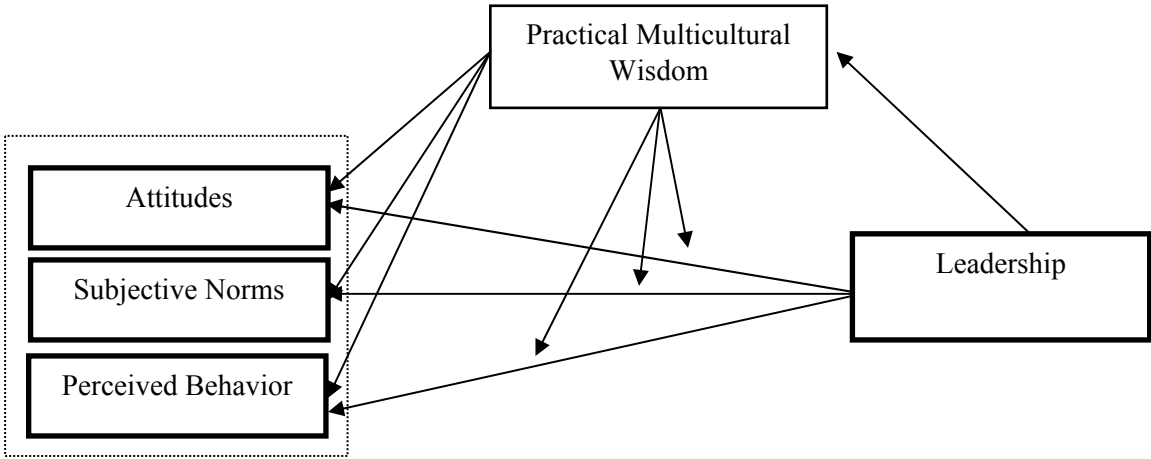 Practical Multicultural
Wisdom
Attitudes
Subjective Norms
Perceived Behavior
Leadership